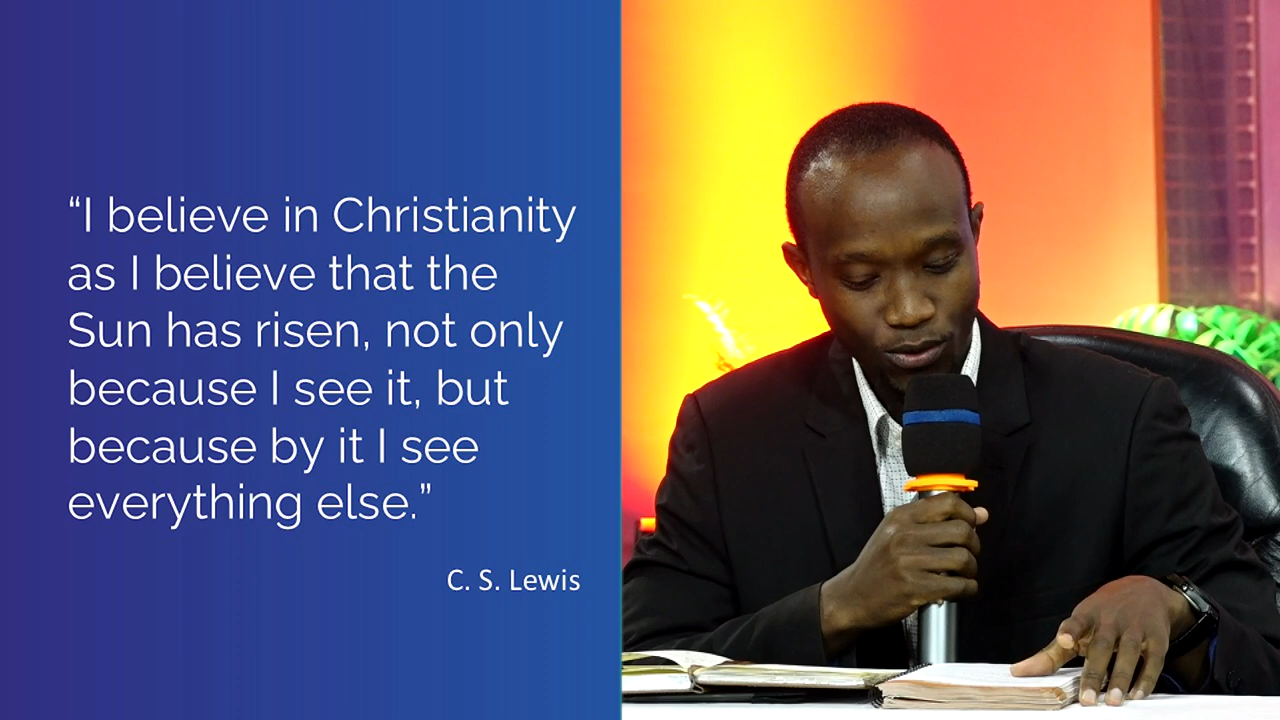 “I believe in Christianity
as I believe that the
Sun has risen, not only
because I see it, but
because by it I see
everything else.”
C. S. Lewis